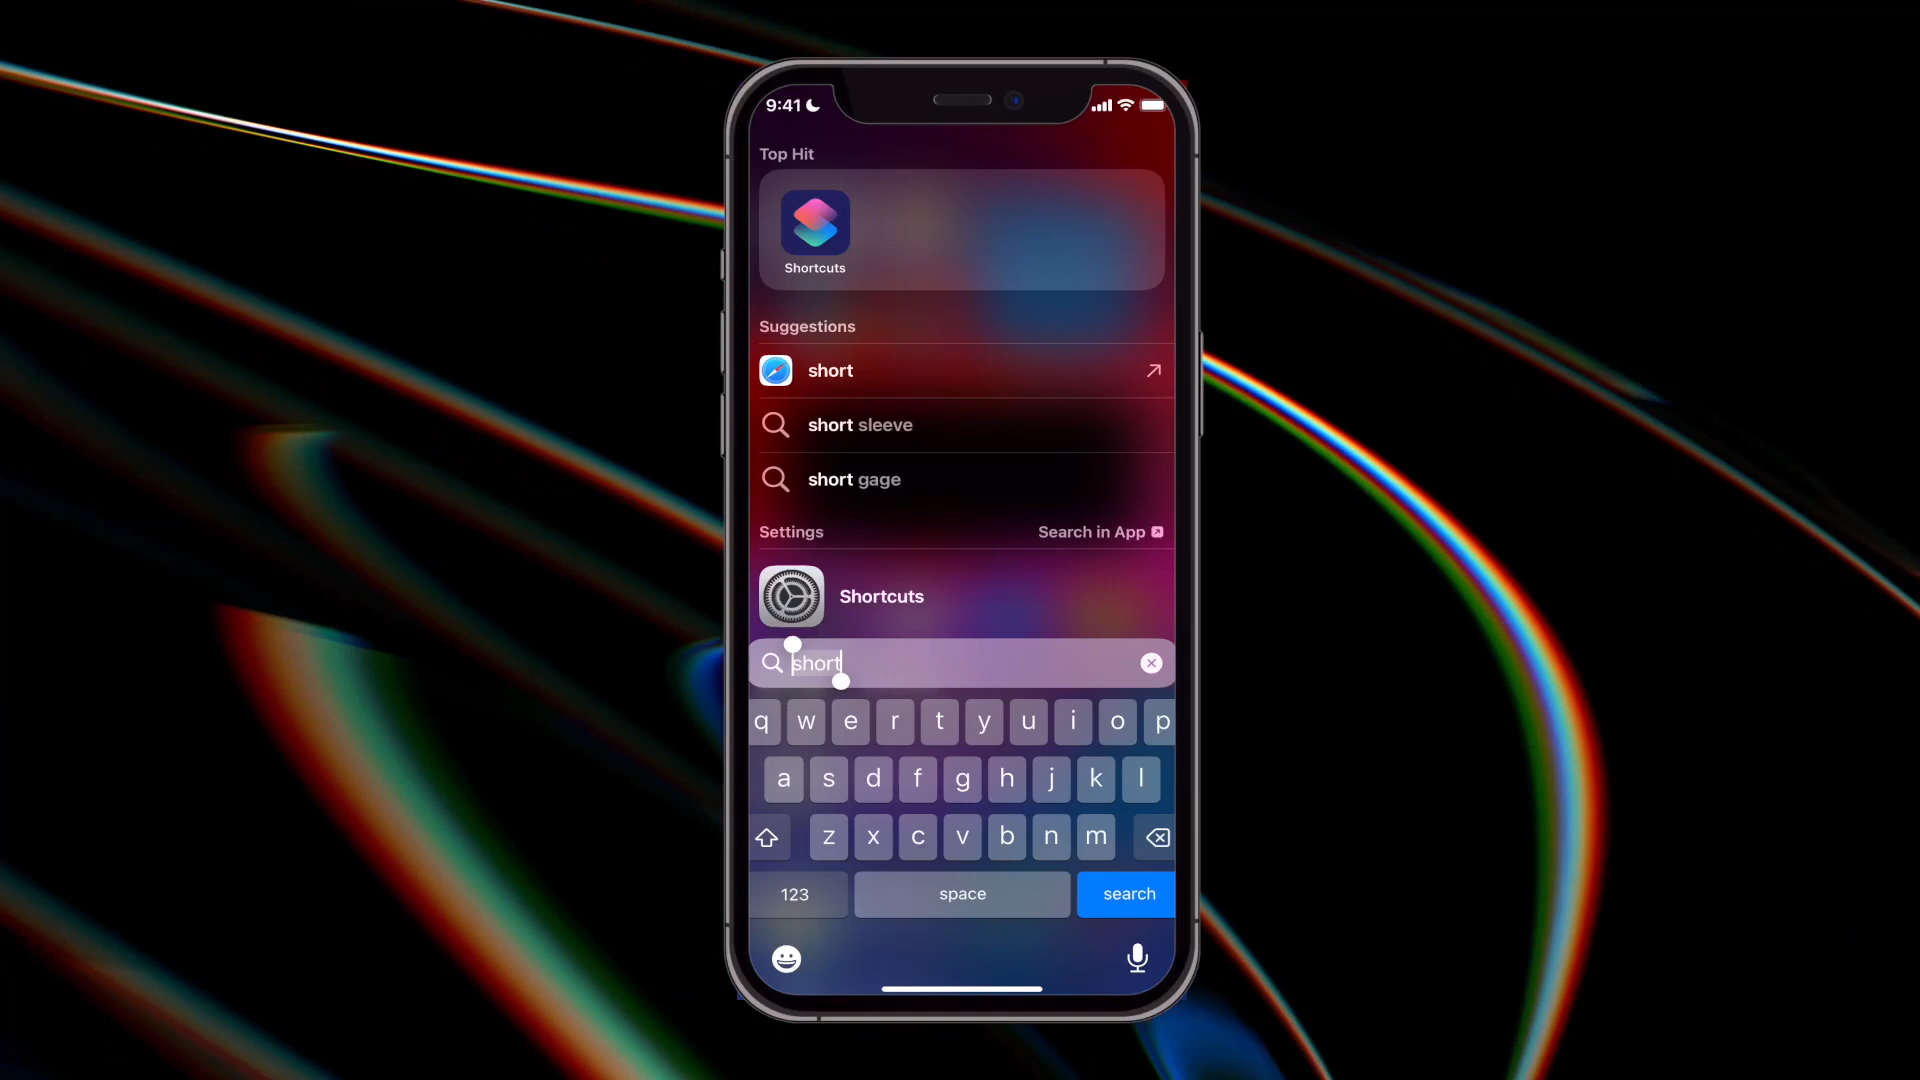 9:41
Top Hit
Shortcuts
Suggestions
short
short sleeve
short gage
Settings Search in App
Shortcuts
short
q w e r t y u i o p
a s d f g h j k l
z x c v b n m
123 space search